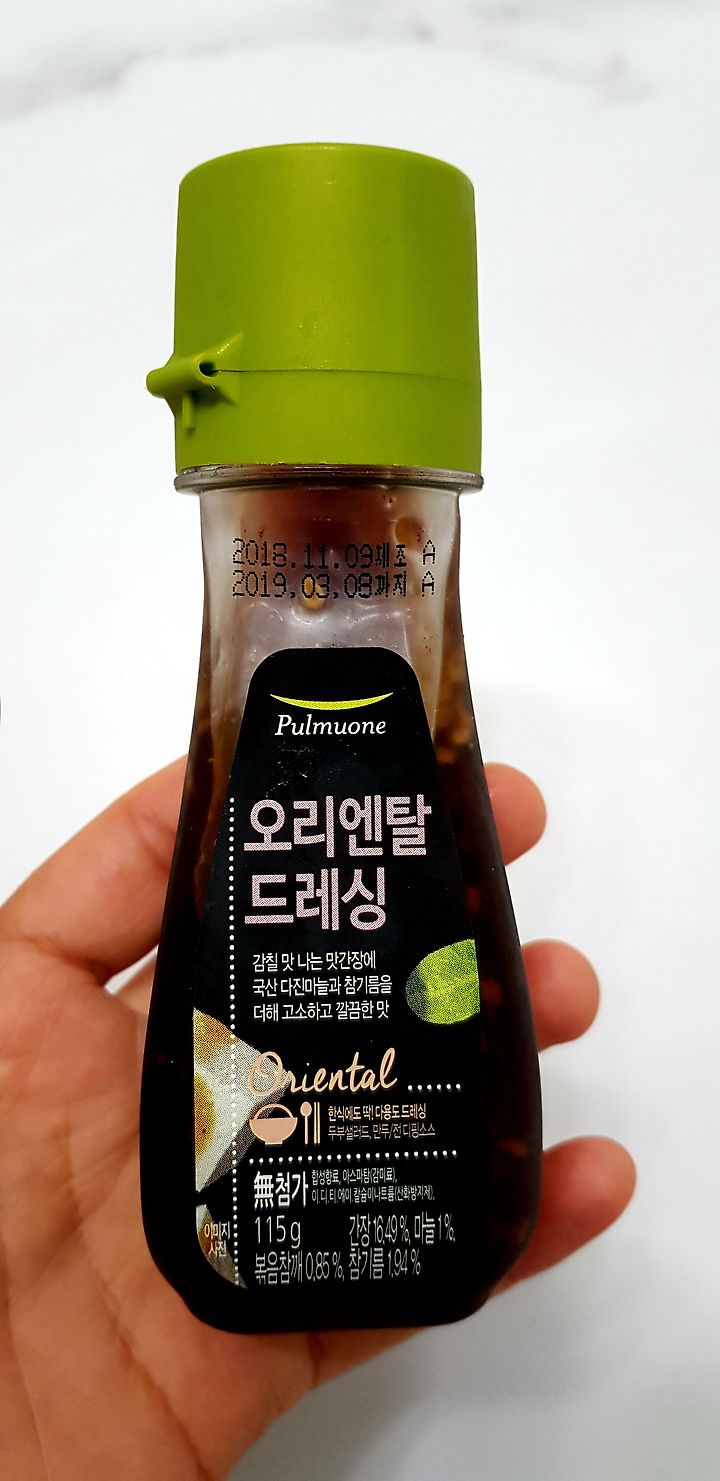 2018.11.09제조 A
2019.03.08까지 A
Pulmuone
오리엔탈
드레싱
감칠 맛 나는 맛간장에
국산 다진마늘과 참기름을
더해 고소하고 깔끔한 맛
Oriental
한식에도 딱! 다용도 드레싱
두부샐러드, 만두/전 디핑소스
無첨가 합성향료, 아스파탐(감미료),
이.디.티.에이 칼슘이나트륨(산화방지제),
115g 간장 16.49%, 마늘 1%,
볶음참깨 0.85%, 참기름 1.94%
이미지
사진